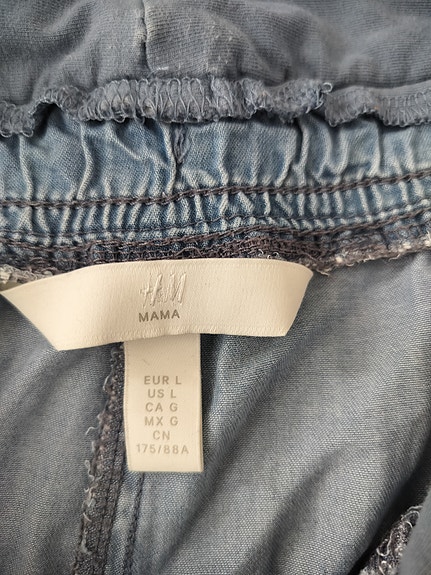 H&M
MAMA
EUR L
US L
CA G
MX G
CN
175/88A